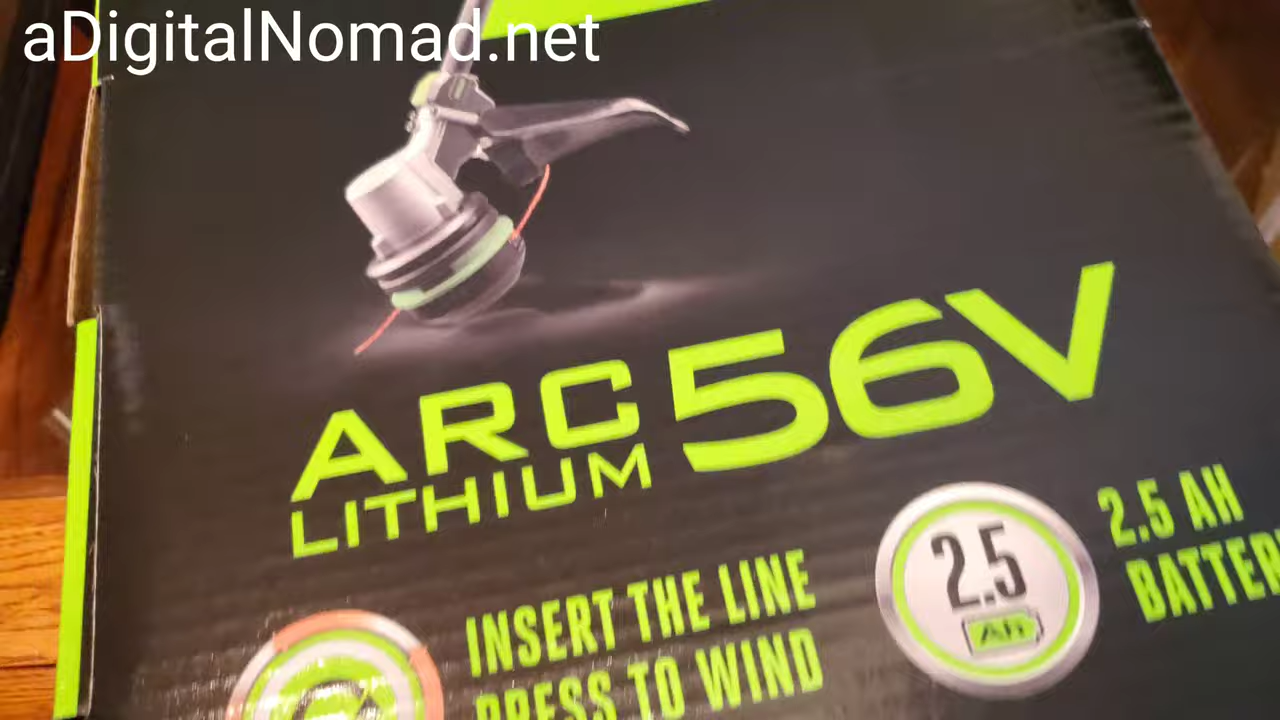 aDigitalNomad.net
ARC 56V
LITHIUM
2.5 AH
BATTER
2.5
Ah
INSERT THE LINE
PRESS TO WIND